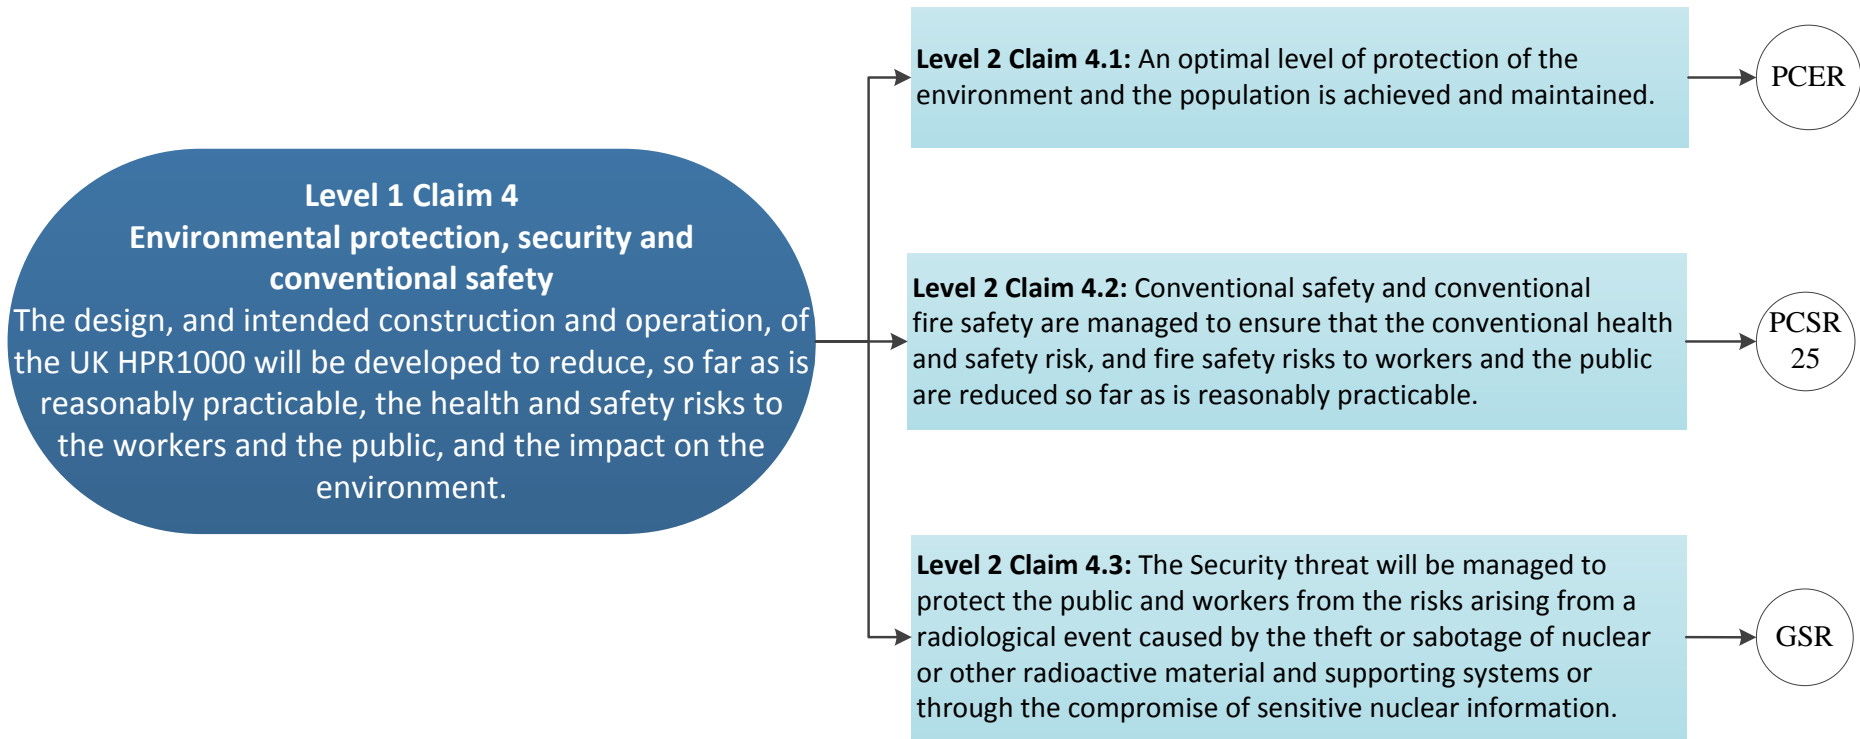 Level 1 Claim 4
Environmental protection, security and
conventional safety
The design, and intended construction and operation, of
the UK HPR1000 will be developed to reduce, so far as is
reasonably practicable, the health and safety risks to
the workers and the public, and the impact on the
environment.
Level 2 Claim 4.1: An optimal level of protection of the
environment and the population is achieved and maintained.
PCER
Level 2 Claim 4.2: Conventional safety and conventional
fire safety are managed to ensure that the conventional health
and safety risk, and fire safety risks to workers and the public
are reduced so far as is reasonably practicable.
PCSR
25
Level 2 Claim 4.3: The Security threat will be managed to
protect the public and workers from the risks arising from a
radiological event caused by the theft or sabotage of nuclear
or other radioactive material and supporting systems or
through the compromise of sensitive nuclear information.
GSR